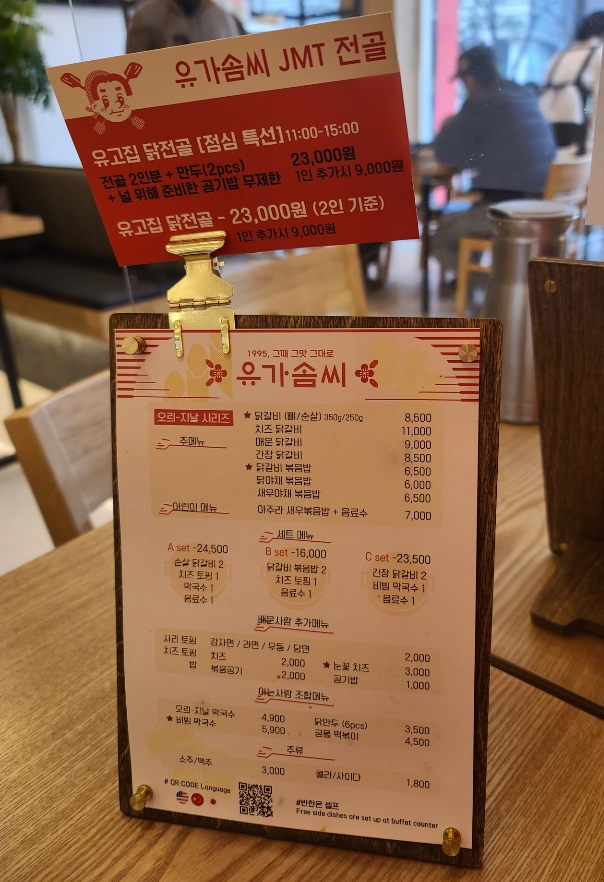 유가솜씨 JMT 전골
유고집 닭전골 [점심 특선] 11:00-15:00
전골 2인분 + 만두(2pcs) 23,000원
+ 널 위해 준비한 공기밥 무제한 1인 추가시 9,000원
유고집 닭전골 - 23,000원 (2인 기준)
1인 추가시 9,000원
1995, 그때 그맛 그대로
유가솜씨
오리-지날 시리즈
주메뉴
★ 닭갈비 (뼈/순살) 350g/250g 8,500
치즈 닭갈비 11,000
매운 닭갈비 9,000
간장 닭갈비 8,500
★ 닭갈비 볶음밥 6,500
닭야채 볶음밥 6,000
새우야채 볶음밥 6,500
어린이 메뉴 아주라 새우볶음밥 + 음료수 7,000
세트 메뉴
A set -24,500
순살 닭갈비 2
치즈 토핑 1
막국수 1
음료수 1
B set -16,000
닭갈비 볶음밥 2
치즈 토핑 1
음료수 1
C set -23,500
간장 닭갈비 2
비빔 막국수 1
음료수 1
배운사람 추가메뉴
사리 토핑 감자면 / 라면 / 우동 / 당면 2,000
치즈 토핑 치즈 2,000 ★ 눈꽃 치즈 3,000
밥 볶음공기 2,000 공기밥 1,000
아는사람 조합메뉴
오리-지날 막국수 4,900 닭만두 (6pcs) 3,500
★ 비빔 막국수 5,900 궁물 떡볶이 4,500
주류
소주/맥주 3,000 콜라/사이다 1,800
# QR CODE Language
#반찬은 셀프
Free side dishes are set up at buffet counter